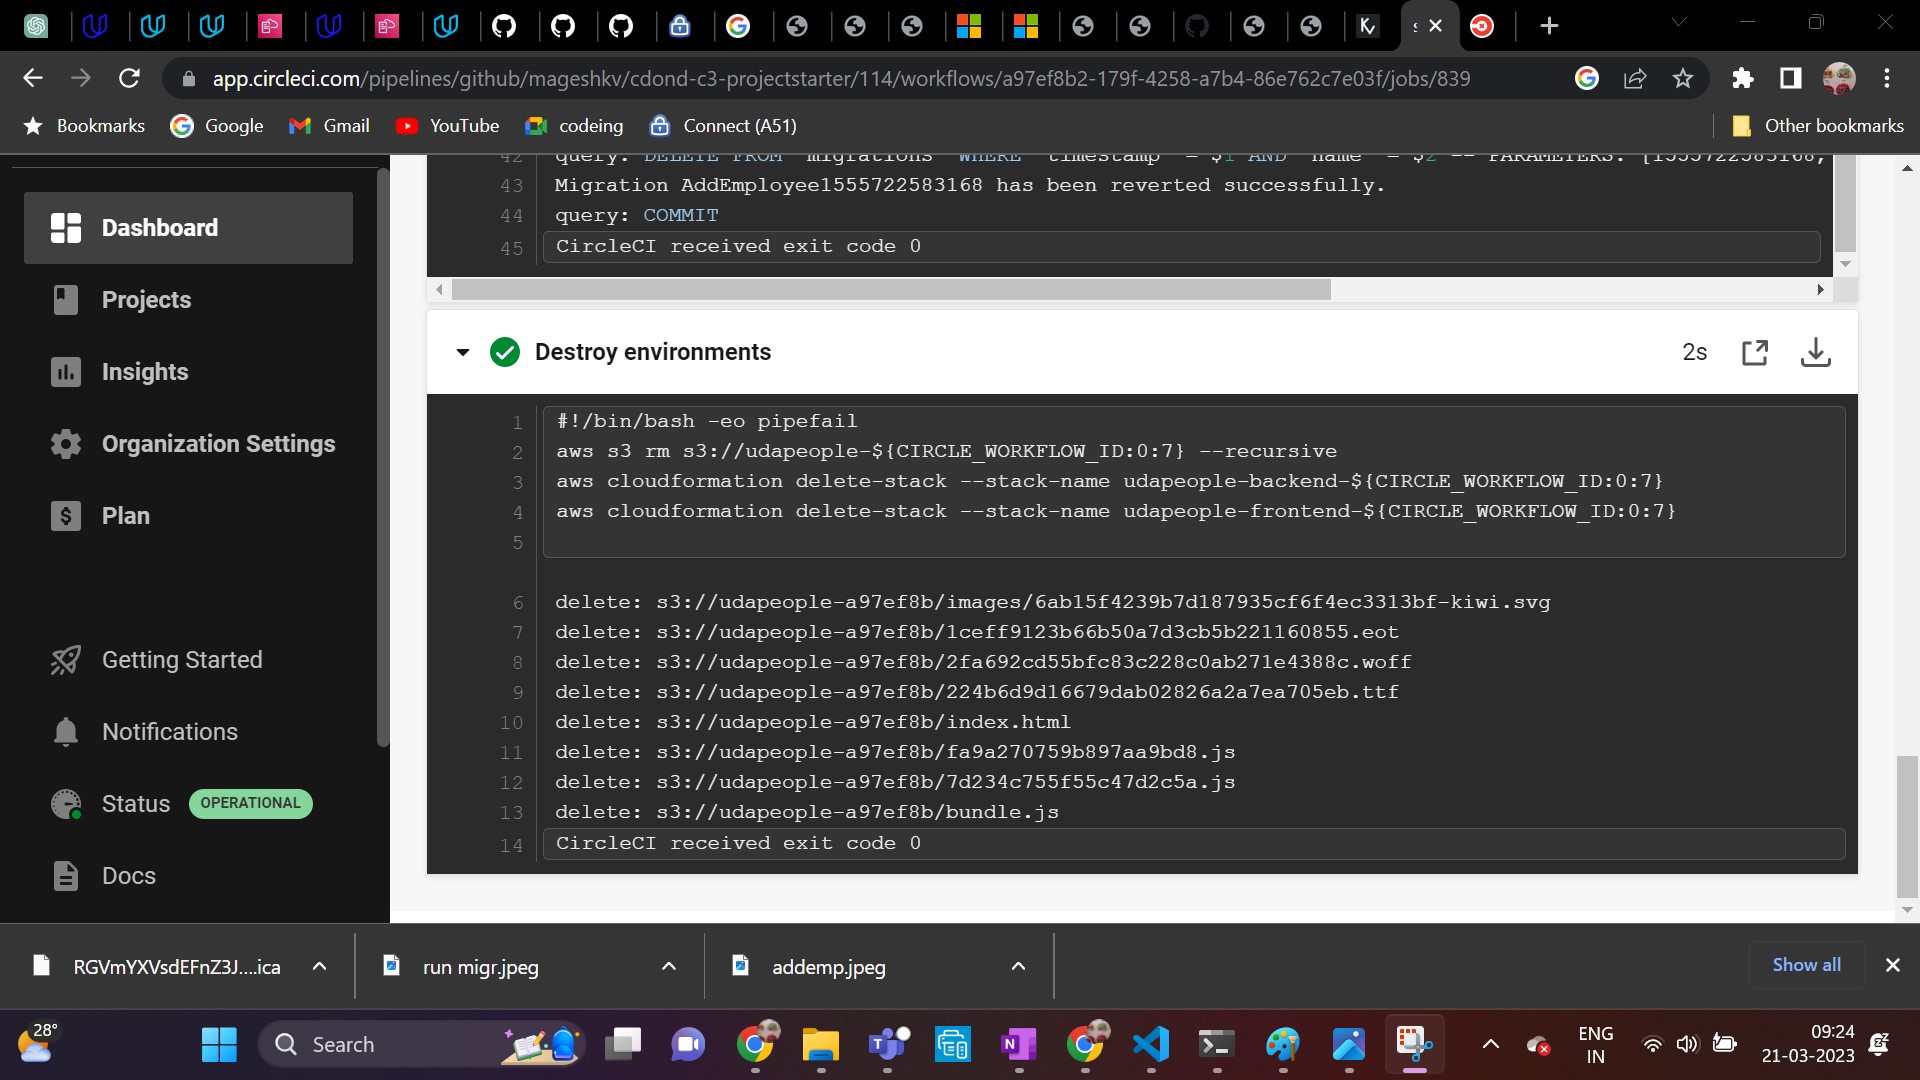 app.circleci.com/pipelines/github/mageshkv/cdond-c3-projectstarter/114/workflows/a97ef8b2-179f-4258-a7b4-86e762c7e03f/jobs/839
Bookmarks
Google
Gmail
YouTube
codeing
Connect (A51)
Other bookmarks
Dashboard
Projects
Insights
Organization Settings
Plan
Getting Started
Notifications
Status OPERATIONAL
Docs
42 query: DELETE FROM "migrations" WHERE "timestamp" = $1 AND "name" = $2 -- PARAMETERS: [1555722583168,
43 Migration AddEmployee1555722583168 has been reverted successfully.
44 query: COMMIT
45 CircleCI received exit code 0
Destroy environments 2s
1 #!/bin/bash -eo pipefail
2 aws s3 rm s3://udapeople-${CIRCLE_WORKFLOW_ID:0:7} --recursive
3 aws cloudformation delete-stack --stack-name udapeople-backend-${CIRCLE_WORKFLOW_ID:0:7}
4 aws cloudformation delete-stack --stack-name udapeople-frontend-${CIRCLE_WORKFLOW_ID:0:7}
5
6 delete: s3://udapeople-a97ef8b/images/6ab15f4239b7d187935cf6f4ec3313bf-kiwi.svg
7 delete: s3://udapeople-a97ef8b/1ceff9123b66b50a7d3cb5b221160855.eot
8 delete: s3://udapeople-a97ef8b/2fa692cd55bfc83c228c0ab271e4388c.woff
9 delete: s3://udapeople-a97ef8b/224b6d9d16679dab02826a2a7ea705eb.ttf
10 delete: s3://udapeople-a97ef8b/index.html
11 delete: s3://udapeople-a97ef8b/fa9a270759b897aa9bd8.js
12 delete: s3://udapeople-a97ef8b/7d234c755f55c47d2c5a.js
13 delete: s3://udapeople-a97ef8b/bundle.js
14 CircleCI received exit code 0
RGVmYXVsdEFnZ3J....ica
run migr.jpeg
addemp.jpeg
Show all
28°
Search
ENG
IN
09:24
21-03-2023